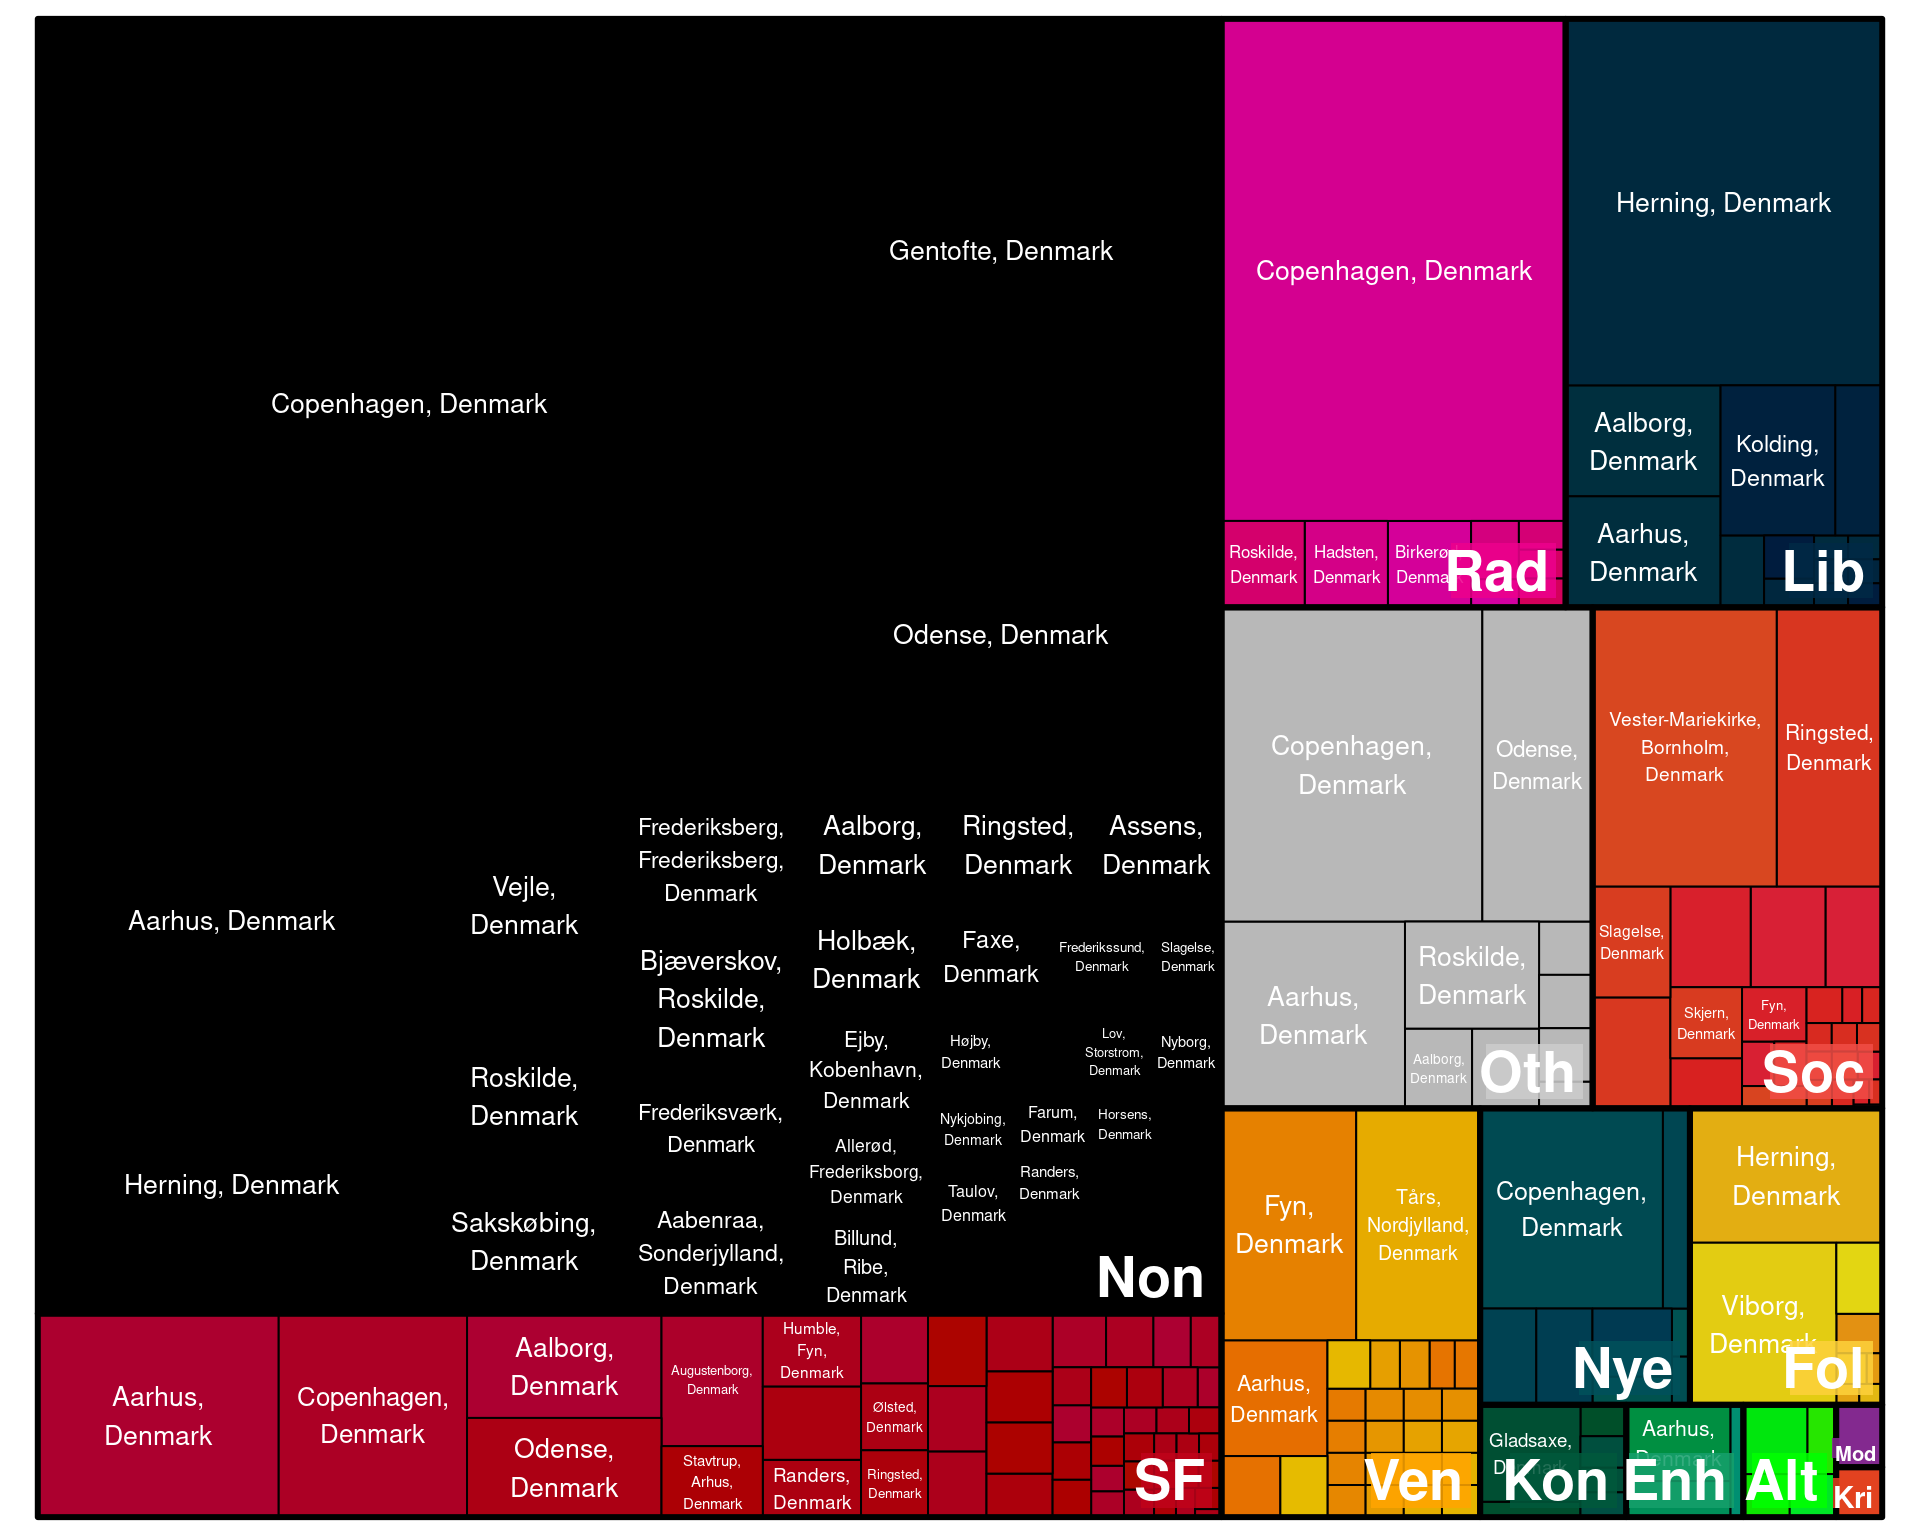 Gentofte, Denmark
Copenhagen, Denmark
Odense, Denmark
Aarhus, Denmark
Herning, Denmark
Vejle,
Denmark
Roskilde,
Denmark
Sakskøbing,
Denmark
Frederiksberg,
Frederiksberg,
Denmark
Bjæverskov,
Roskilde,
Denmark
Frederiksværk,
Denmark
Aabenraa,
Sonderjylland,
Denmark
Aalborg,
Denmark
Ringsted,
Denmark
Assens,
Denmark
Holbæk,
Denmark
Faxe,
Denmark
Frederikssund,
Denmark
Slagelse,
Denmark
Ejby,
Kobenhavn,
Denmark
Højby,
Denmark
Lov,
Storstrom,
Denmark
Nyborg,
Denmark
Allerød,
Frederiksborg,
Denmark
Nykjobing,
Denmark
Farum,
Denmark
Horsens,
Denmark
Taulov,
Denmark
Randers,
Denmark
Billund,
Ribe,
Denmark
Non
Aarhus,
Denmark
Copenhagen,
Denmark
Aalborg,
Denmark
Odense,
Denmark
Augustenborg,
Denmark
Stavtrup,
Arhus,
Denmark
Humble,
Fyn,
Denmark
Randers,
Denmark
Ølsted,
Denmark
Ringsted,
Denmark
SF
Copenhagen, Denmark
Roskilde,
Denmark
Hadsten,
Denmark
Birkerød,
Denmark
Rad
Herning, Denmark
Aalborg,
Denmark
Aarhus,
Denmark
Kolding,
Denmark
Lib
Copenhagen,
Denmark
Odense,
Denmark
Aarhus,
Denmark
Roskilde,
Denmark
Aalborg,
Denmark
Oth
Vester-Mariekirke,
Bornholm,
Denmark
Ringsted,
Denmark
Slagelse,
Denmark
Skjern,
Denmark
Fyn,
Denmark
Soc
Fyn,
Denmark
Tårs,
Nordjylland,
Denmark
Aarhus,
Denmark
Ven
Copenhagen,
Denmark
Nye
Herning,
Denmark
Viborg,
Denmark
Fol
Gladsaxe,
Denmark
Kon
Aarhus,
Denmark
Enh
Alt
Mod
Kri